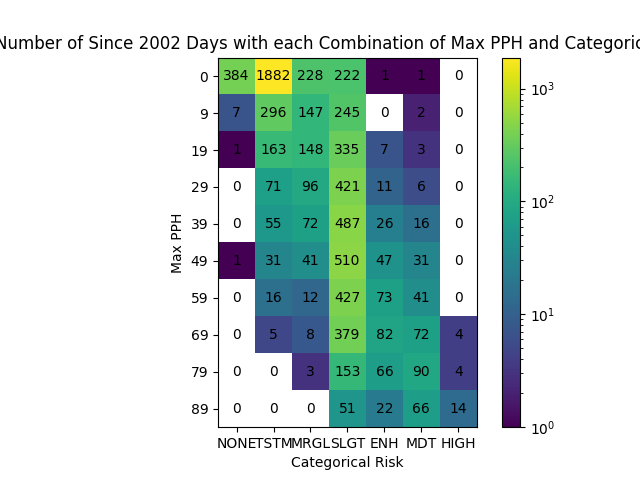 Number of Since 2002 Days with each Combination of Max PPH and Categoric
0 384 1882 228 222 1 1 0
9 7 296 147 245 0 2 0
19 1 163 148 335 7 3 0
29 0 71 96 421 11 6 0
39 0 55 72 487 26 16 0
49 1 31 41 510 47 31 0
59 0 16 12 427 73 41 0
69 0 5 8 379 82 72 4
79 0 0 3 153 66 90 4
89 0 0 0 51 22 66 14
NONE TSTM MRGL SLGT ENH MDT HIGH
Categorical Risk
Max PPH
10³
10²
10¹
10⁰